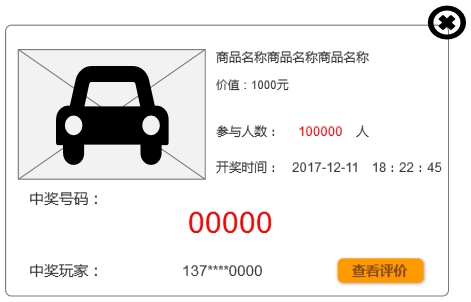 商品名称商品名称商品名称
价值：1000元
参与人数： 100000 人
开奖时间： 2017-12-11 18：22：45
中奖号码：
00000
中奖玩家： 137****0000 查看评价